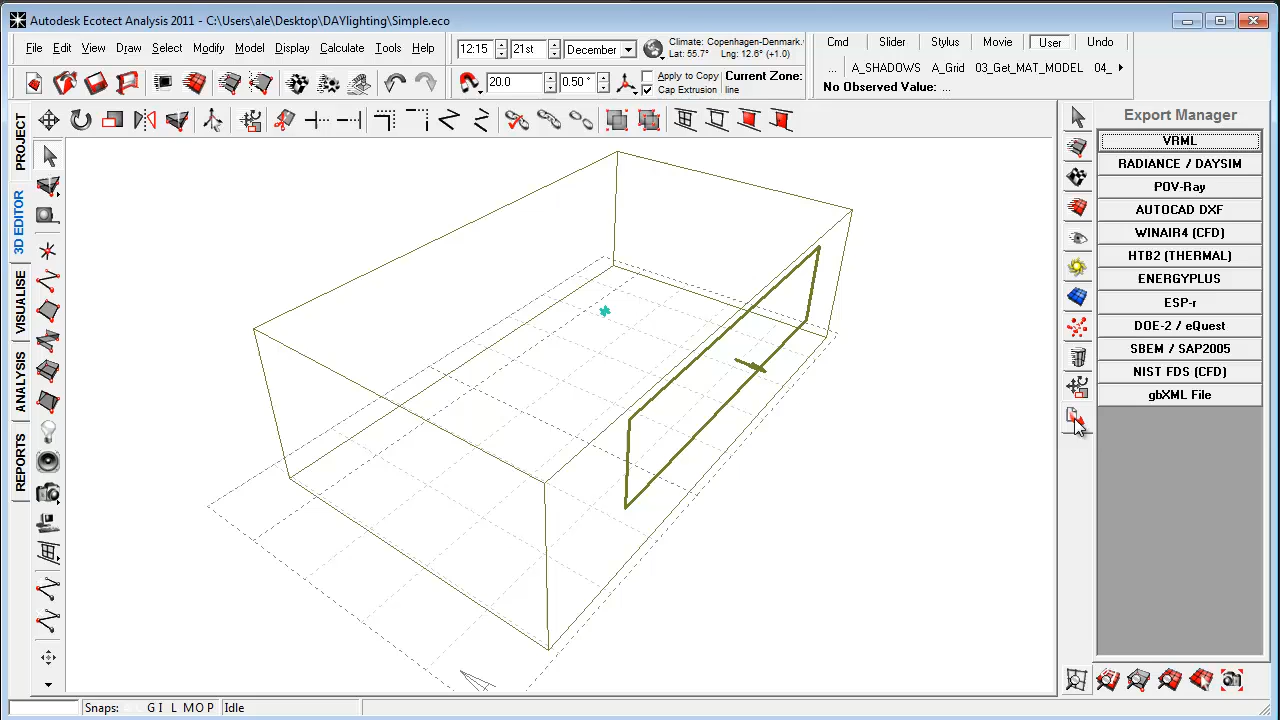 Autodesk Ecotect Analysis 2011 - C:\Users\ale\Desktop\DAYlighting\Simple.eco
File Edit View Draw Select Modify Model Display Calculate Tools Help
12:15 21st December
Climate: Copenhagen-Denmark.
Lat: 55.7° Lng: 12.6° (+1.0)
Cmd Slider Stylus Movie User Undo
A_SHADOWS A_Grid 03_Get_MAT_MODEL 04_
No Observed Value: ...
20.0 0.50 °
Apply to Copy
Cap Extrusion
Current Zone:
line
PROJECT
3D EDITOR
VISUALISE
ANALYSIS
REPORTS
Export Manager
VRML
RADIANCE / DAYSIM
POV-Ray
AUTOCAD DXF
WINAIR4 (CFD)
HTB2 (THERMAL)
ENERGYPLUS
ESP-r
DOE-2 / eQuest
SBEM / SAP2005
NIST FDS (CFD)
gbXML File
Snaps: G I L M O P Idle